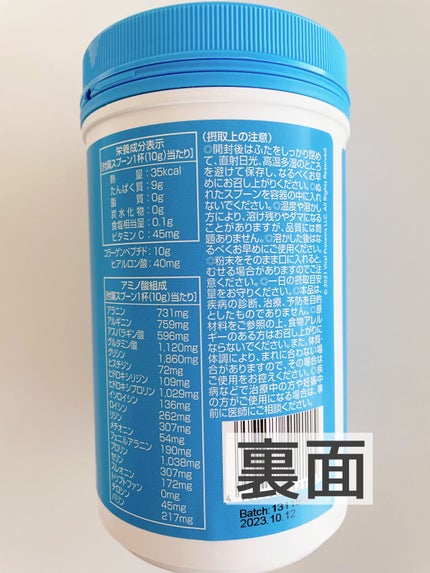 栄養成分表示
[付属スプーン1杯(10g)当たり]
熱量:35kcal
たんぱく質:9g
脂質:0g
炭水化物:0g
食塩相当量:0.1g
ビタミンC:45mg
コラーゲンペプチド:10g
ヒアルロン酸:40mg
アミノ酸組成
[付属スプーン1杯(10g)当たり]
アラニン 731mg
アルギニン 759mg
アスパラギン酸 596mg
グルタミン酸 1,120mg
グリシン 1,860mg
ヒスチジン 72mg
ヒドロキシリジン 109mg
ヒドロキシプロリン 1,029mg
イソロイシン 136mg
ロイシン 262mg
リジン 307mg
メチオニン 54mg
フェニルアラニン 190mg
プロリン 1,038mg
セリン 307mg
スレオニン 172mg
トリプトファン 0mg
チロシン 45mg
バリン 217mg
(摂取上の注意)
◎開封後はふたをしっかり閉め
て、直射日光、高温多湿のところ
を避けて保存し、なるべくお早
めにお召し上がりください。◎ぬ
れたスプーンを容器の中に入れ
ないでください。◎湿度や溶かし
方により、溶け残りやダマになる
ことがありますが、品質には問
題ありません。◎溶かした後はな
るべくお早めにご使用ください。
◎粉末をそのまま口に入れると、
むせる場合がありますのでご注
意ください。◎一日の摂取目安
量をお守りください。◎本品は、
疾病の診断、治療、予防を目的
としたものでありません。◎原
材料をご参照の上、食物アレル
ギーのある方はお召し上がりに
ならないでください。また、体質・
体調により、まれに合わない場
合がありますので、その場合は
ご使用をお控えください。◎疾
病などで治療中の方や妊娠中
の方がご使用になる場合は、事
前に医師にご相談ください。
© 2021 Vital Proteins LLC. All Rights Reserved.
裏面
Batch: 1311
2023.10.12